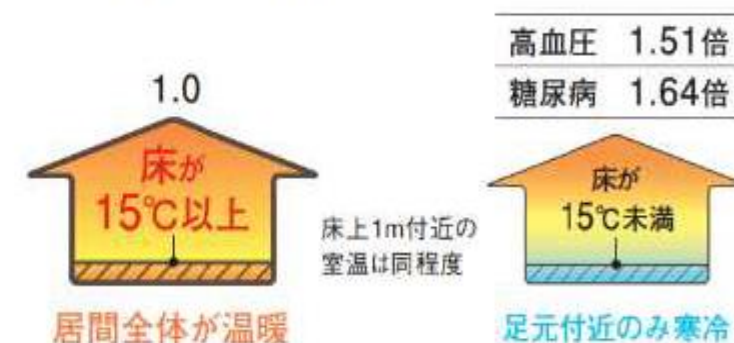 1.0
床が
15℃以上
居間全体が温暖
床上1m付近の
室温は同程度
高血圧 1.51倍
糖尿病 1.64倍
床が
15℃未満
足元付近のみ寒冷